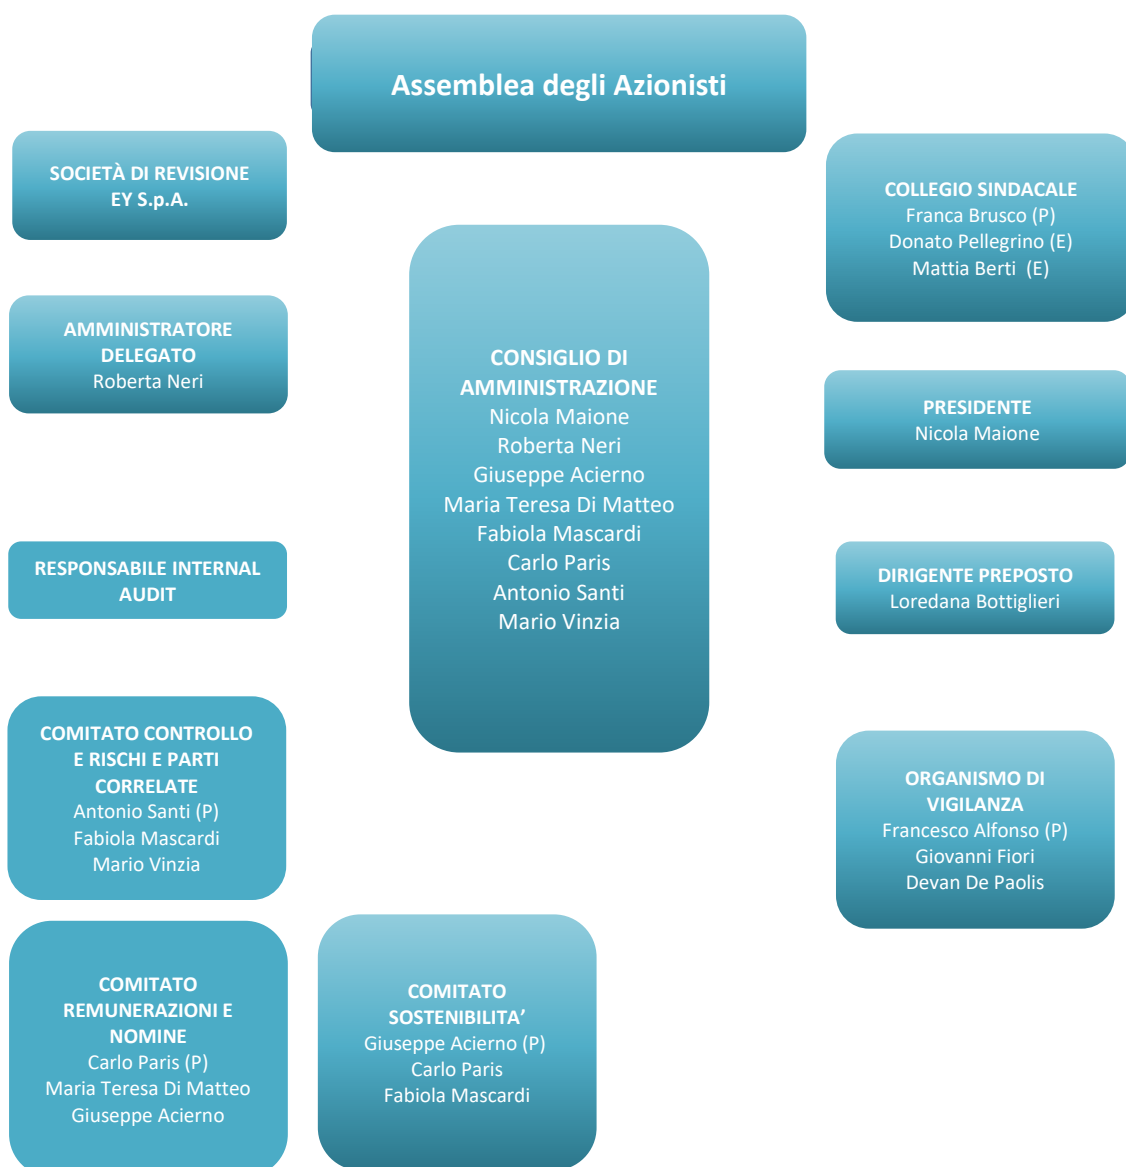 Assemblea degli Azionisti
SOCIETÀ DI REVISIONE
EY S.p.A.
COLLEGIO SINDACALE
Franca Brusco (P)
Donato Pellegrino (E)
Mattia Berti (E)
AMMINISTRATORE
DELEGATO
Roberta Neri
CONSIGLIO DI
AMMINISTRAZIONE
Nicola Maione
Roberta Neri
Giuseppe Acierno
Maria Teresa Di Matteo
Fabiola Mascardi
Carlo Paris
Antonio Santi
Mario Vinzia
PRESIDENTE
Nicola Maione
RESPONSABILE INTERNAL
AUDIT
DIRIGENTE PREPOSTO
Loredana Bottiglieri
COMITATO CONTROLLO
E RISCHI E PARTI
CORRELATE
Antonio Santi (P)
Fabiola Mascardi
Mario Vinzia
ORGANISMO DI
VIGILANZA
Francesco Alfonso (P)
Giovanni Fiori
Devan De Paolis
COMITATO
REMUNERAZIONI E
NOMINE
Carlo Paris (P)
Maria Teresa Di Matteo
Giuseppe Acierno
COMITATO
SOSTENIBILITA’
Giuseppe Acierno (P)
Carlo Paris
Fabiola Mascardi